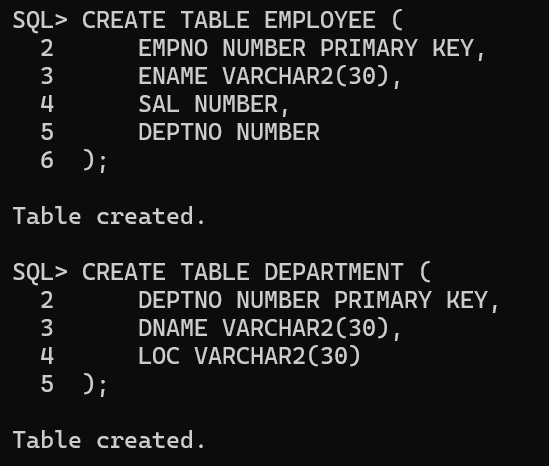 SQL> CREATE TABLE EMPLOYEE (
  2      EMPNO NUMBER PRIMARY KEY,
  3      ENAME VARCHAR2(30),
  4      SAL NUMBER,
  5      DEPTNO NUMBER
  6  );
Table created.
SQL> CREATE TABLE DEPARTMENT (
  2      DEPTNO NUMBER PRIMARY KEY,
  3      DNAME VARCHAR2(30),
  4      LOC VARCHAR2(30)
  5  );
Table created.